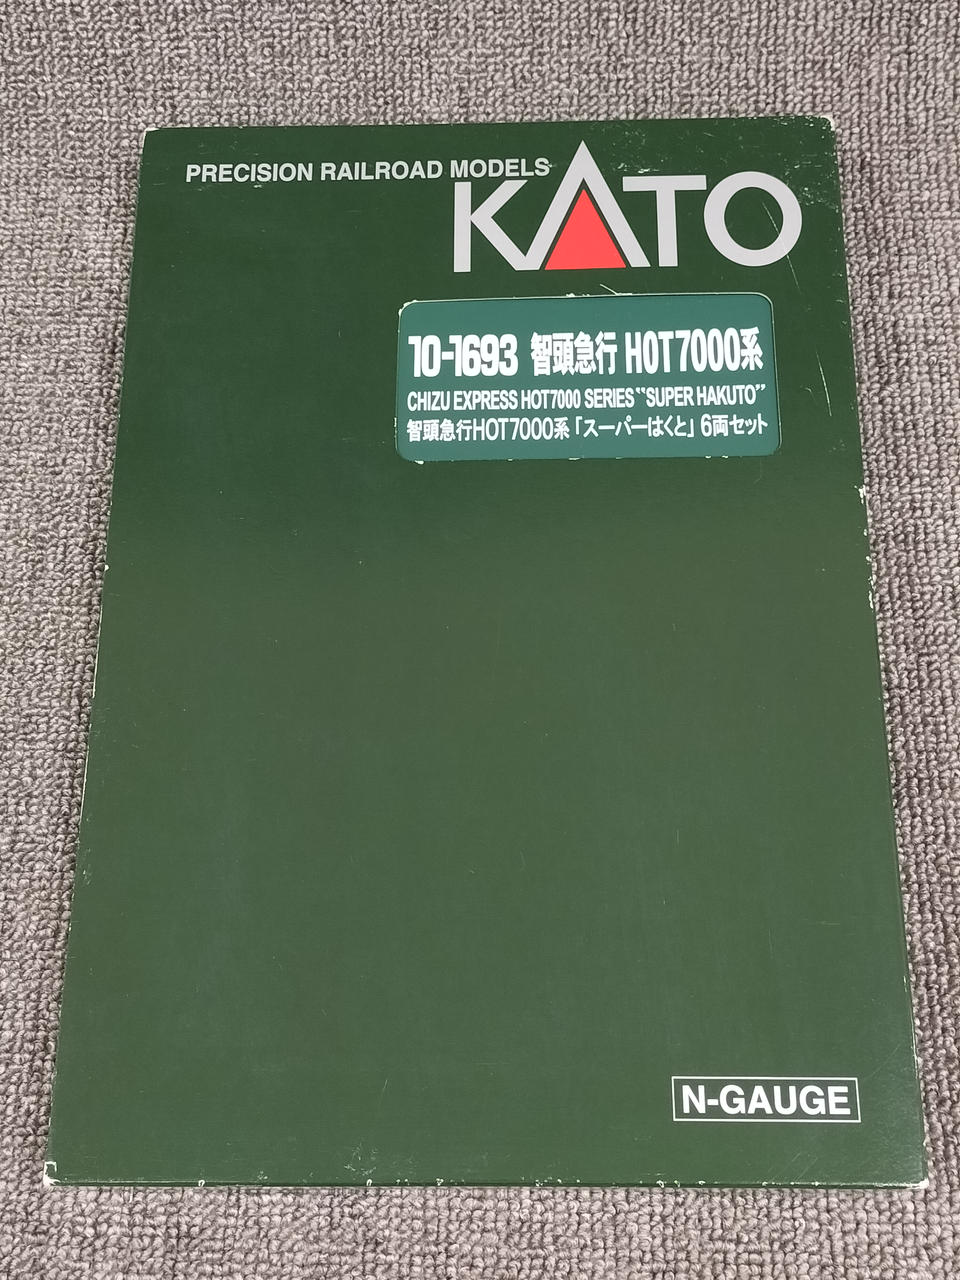 PRECISION RAILROAD MODELS
KATO
10-1693 智頭急行 HOT7000系
CHIZU EXPRESS HOT7000 SERIES "SUPER HAKUTO"
智頭急行HOT7000系「スーパーはくと」6両セット
N-GAUGE